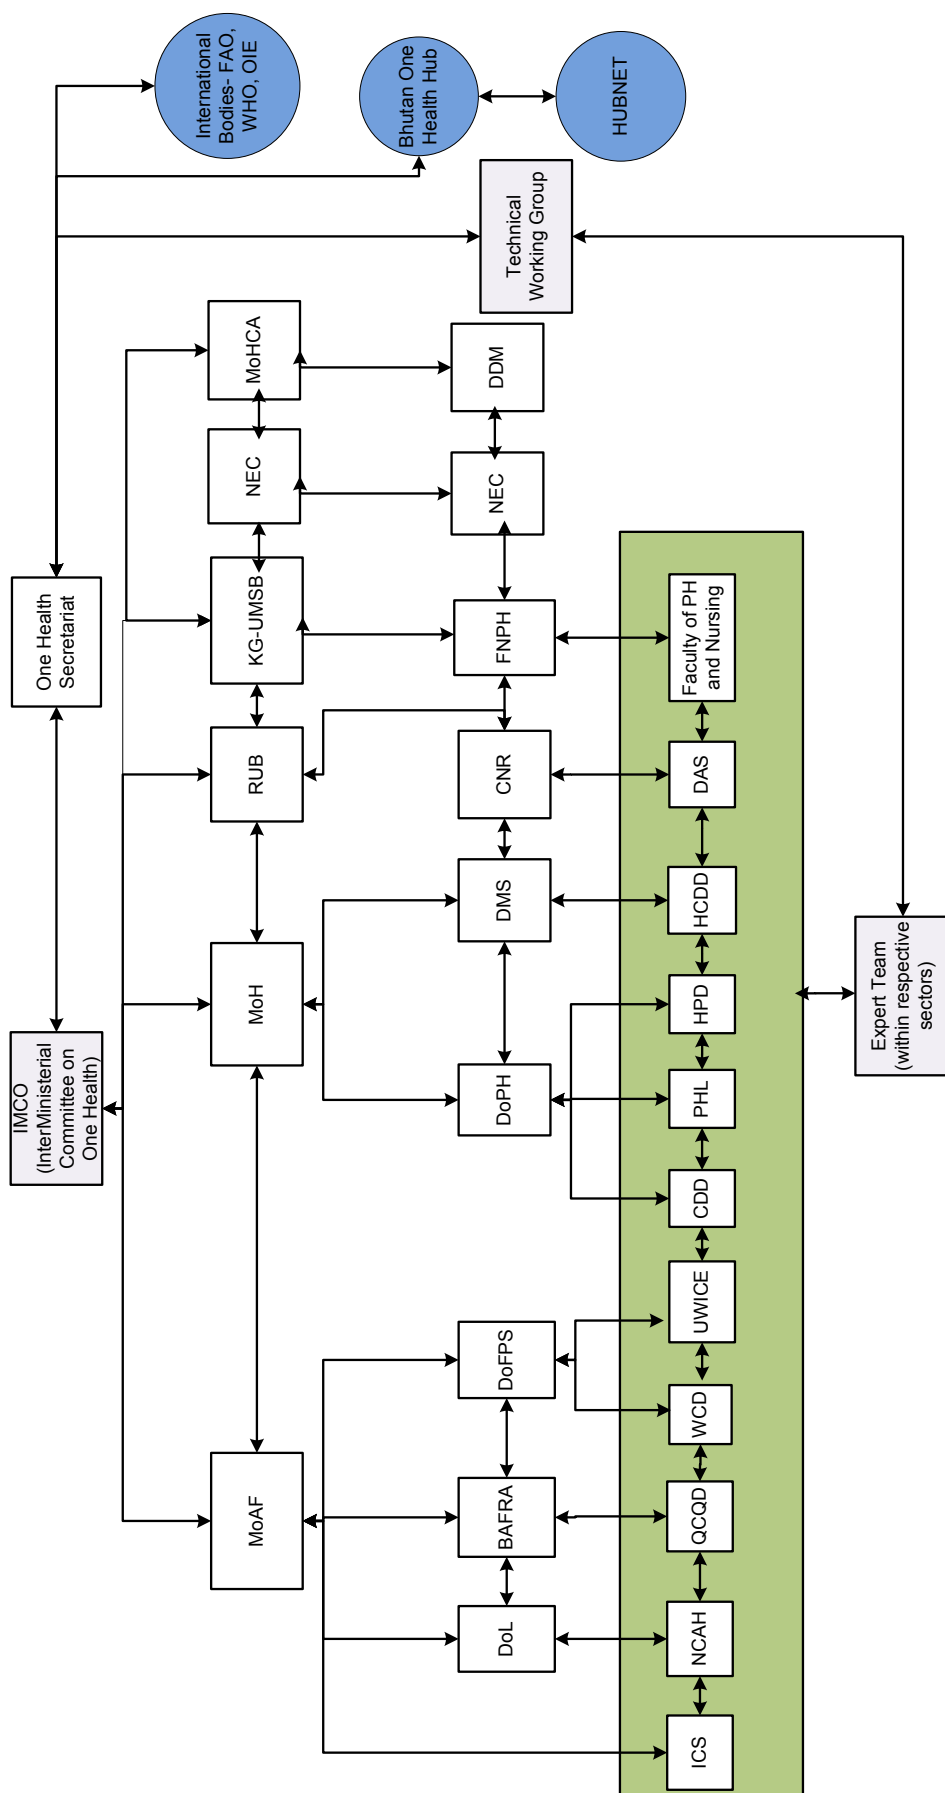 IMCO
(InterMinisterial
Committee on
One Health)
One Health
Secretariat
International
Bodies- FAO,
WHO, OIE
Bhutan One
Health Hub
HUBNET
Technical
Working Group
MoAF
MoH
RUB
KG-UMSB
NEC
MoHCA
DoL
BAFRA
DoFPS
DoPH
DMS
CNR
FNPH
NEC
DDM
ICS
NCAH
QCQD
WCD
UWICE
CDD
PHL
HPD
HCDD
DAS
Faculty of PH
and Nursing
Expert Team
(within respective
sectors)